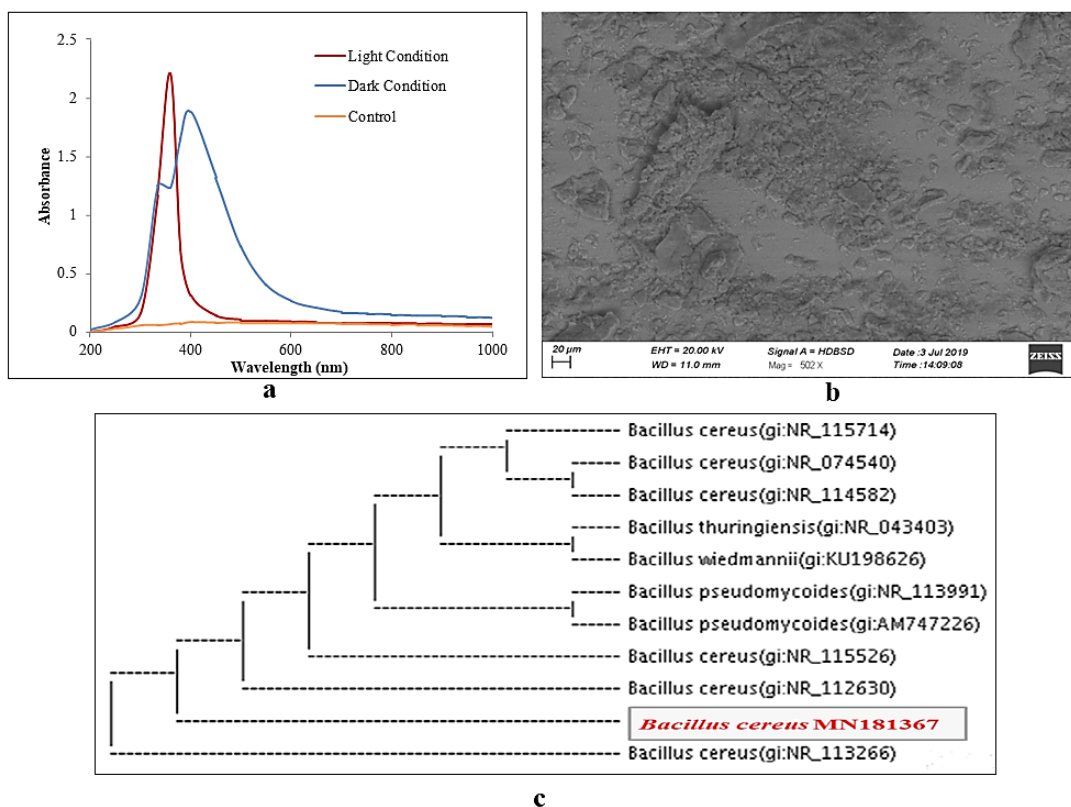 2.5
2
1.5
1
0.5
0
Absorbance
Light Condition
Dark Condition
Control
200 400 600 800 1000
Wavelength (nm)
a
20 µm
EHT = 20.00 kV Signal A = HDBSD Date :3 Jul 2019
WD = 11.0 mm Mag = 502 X Time :14:09:08
ZEISS
b
Bacillus cereus(gi:NR_115714)
Bacillus cereus(gi:NR_074540)
Bacillus cereus(gi:NR_114582)
Bacillus thuringiensis(gi:NR_043403)
Bacillus wiedmannii(gi:KU198626)
Bacillus pseudomycoides(gi:NR_113991)
Bacillus pseudomycoides(gi:AM747226)
Bacillus cereus(gi:NR_115526)
Bacillus cereus(gi:NR_112630)
Bacillus cereus MN181367
Bacillus cereus(gi:NR_113266)
c